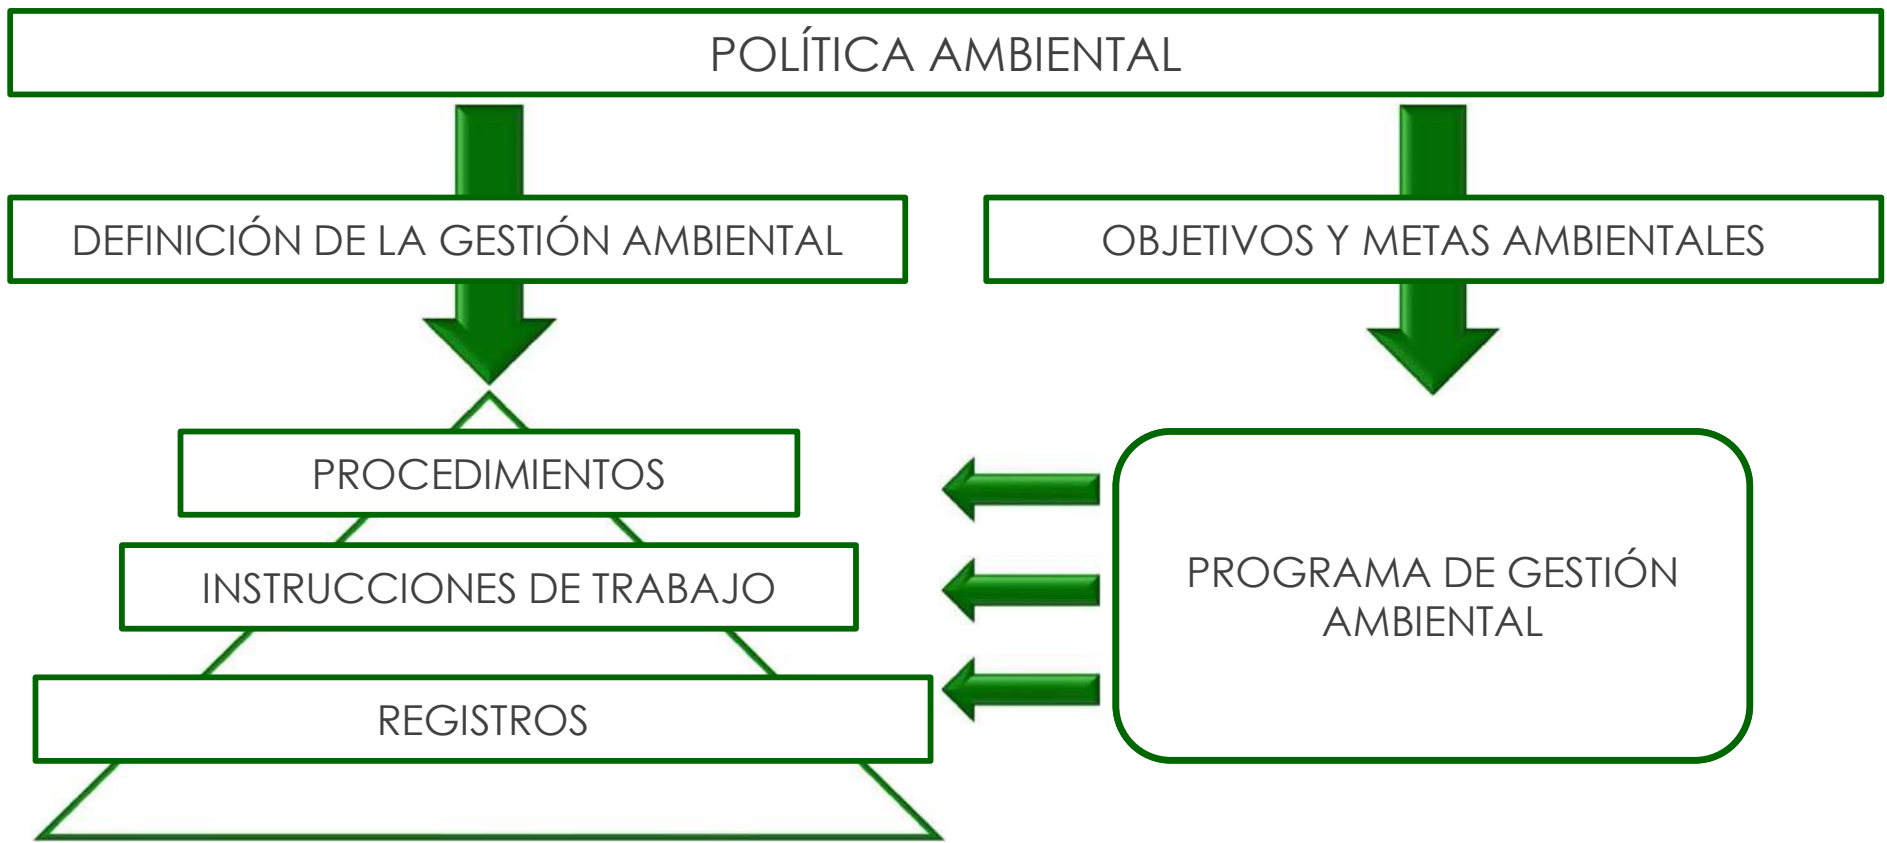 POLÍTICA AMBIENTAL
DEFINICIÓN DE LA GESTIÓN AMBIENTAL
OBJETIVOS Y METAS AMBIENTALES
PROCEDIMIENTOS
INSTRUCCIONES DE TRABAJO
REGISTROS
PROGRAMA DE GESTIÓN
AMBIENTAL